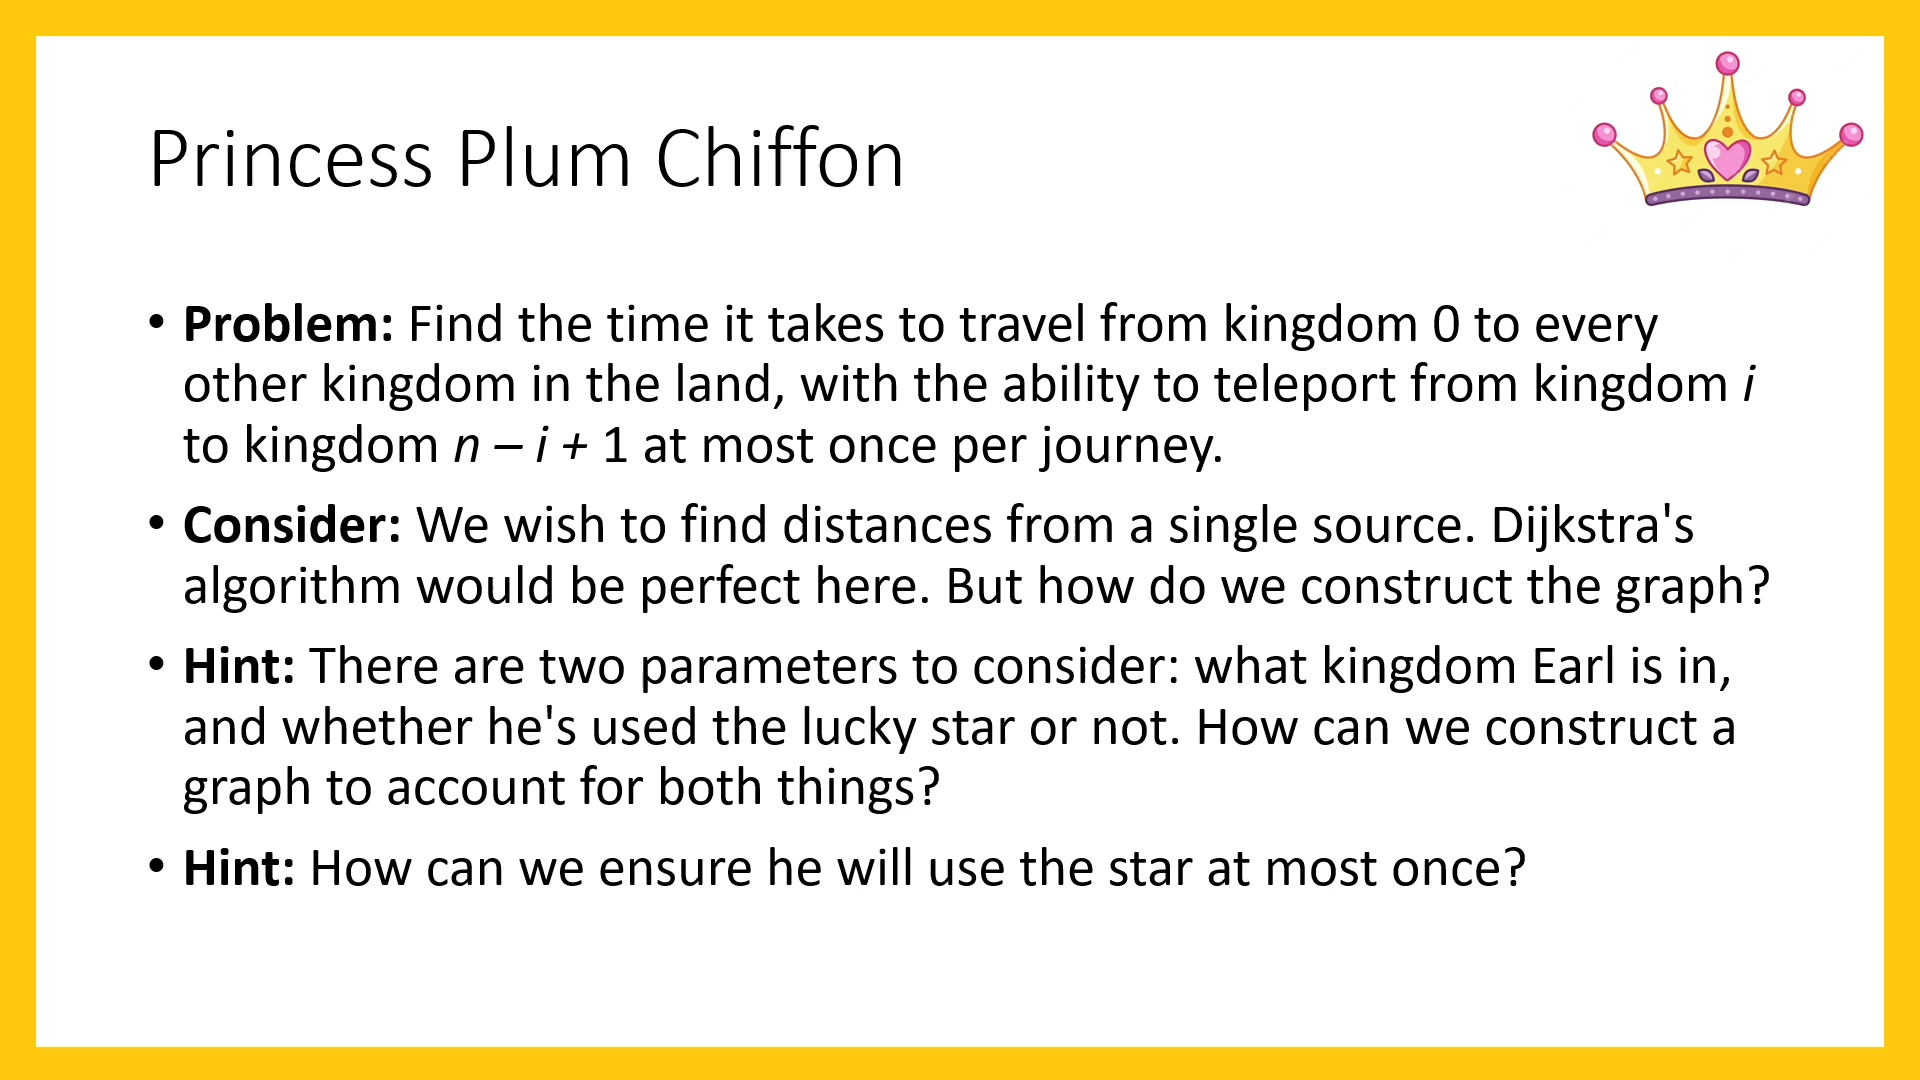 Princess Plum Chiffon
• Problem: Find the time it takes to travel from kingdom 0 to every
other kingdom in the land, with the ability to teleport from kingdom i
to kingdom n – i + 1 at most once per journey.
• Consider: We wish to find distances from a single source. Dijkstra's
algorithm would be perfect here. But how do we construct the graph?
• Hint: There are two parameters to consider: what kingdom Earl is in,
and whether he's used the lucky star or not. How can we construct a
graph to account for both things?
• Hint: How can we ensure he will use the star at most once?